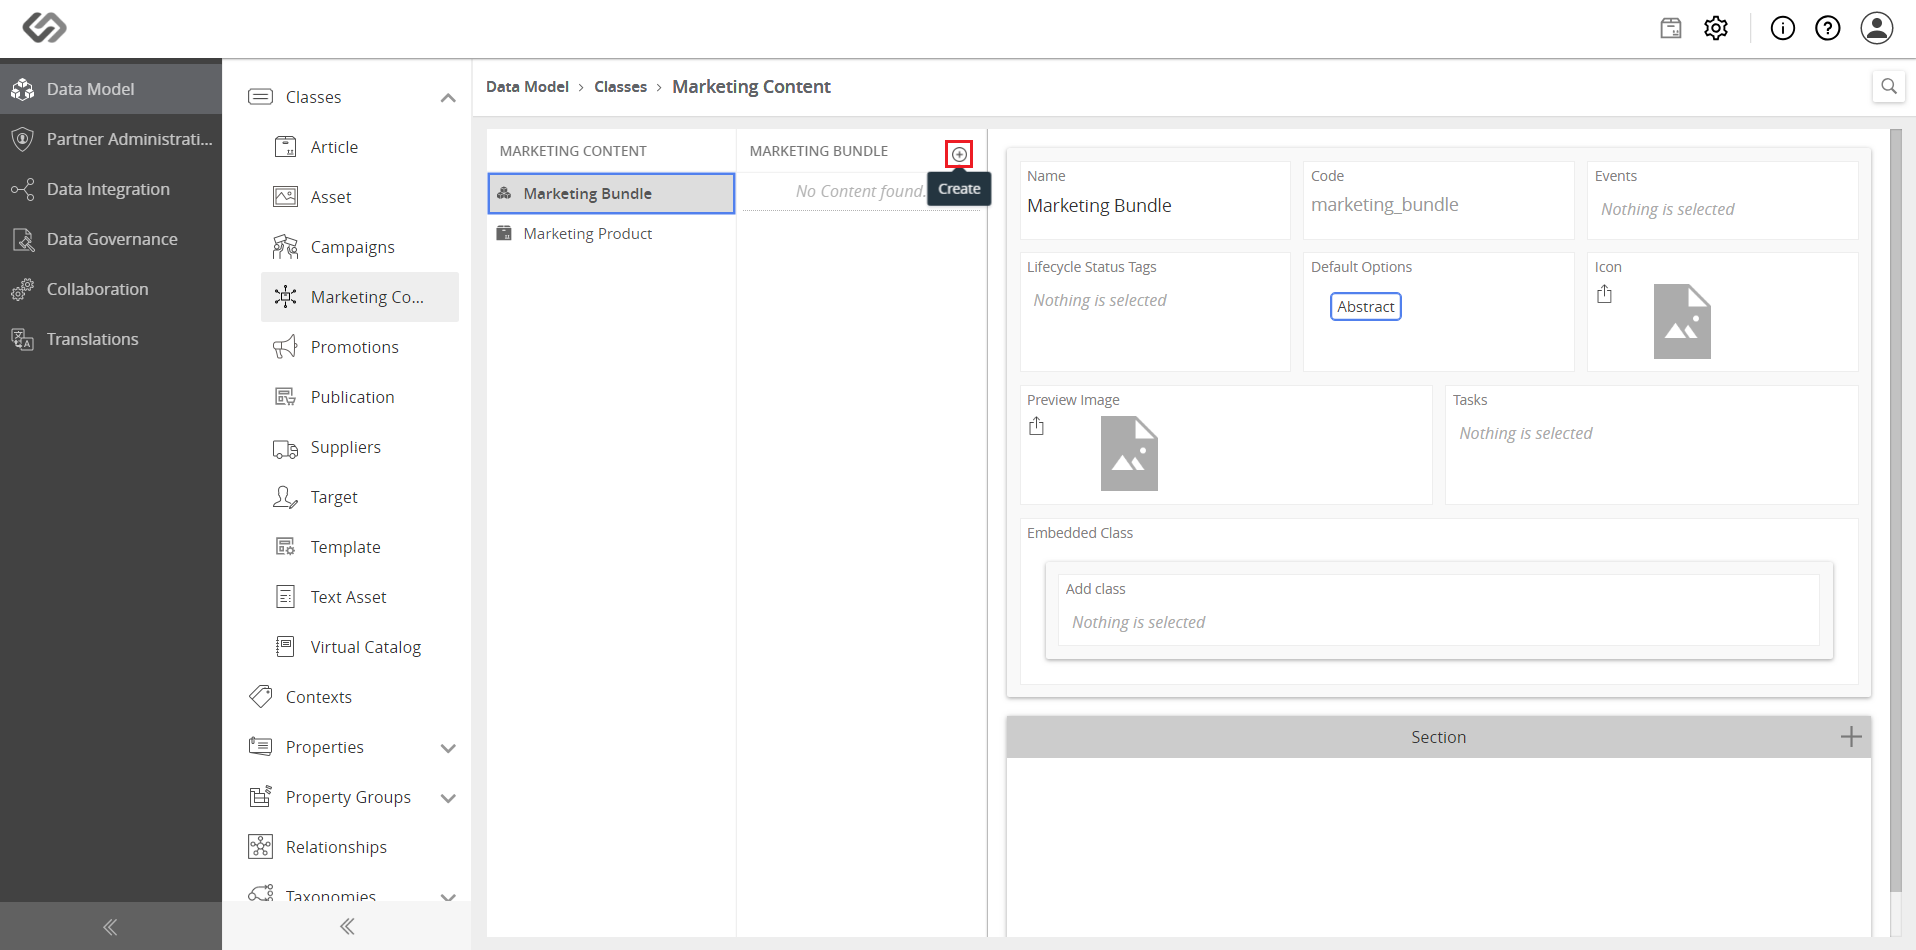 Data Model
Partner Administrati...
Data Integration
Data Governance
Collaboration
Translations
Classes
Article
Asset
Campaigns
Marketing Co...
Promotions
Publication
Suppliers
Target
Template
Text Asset
Virtual Catalog
Contexts
Properties
Property Groups
Relationships
Taxonomies
Data Model > Classes > Marketing Content
MARKETING CONTENT
Marketing Bundle
Marketing Product
MARKETING BUNDLE
Create
No Content found.
Name
Marketing Bundle
Code
marketing_bundle
Events
Nothing is selected
Lifecycle Status Tags
Nothing is selected
Default Options
Abstract
Icon
Preview Image
Tasks
Nothing is selected
Embedded Class
Add class
Nothing is selected
Section